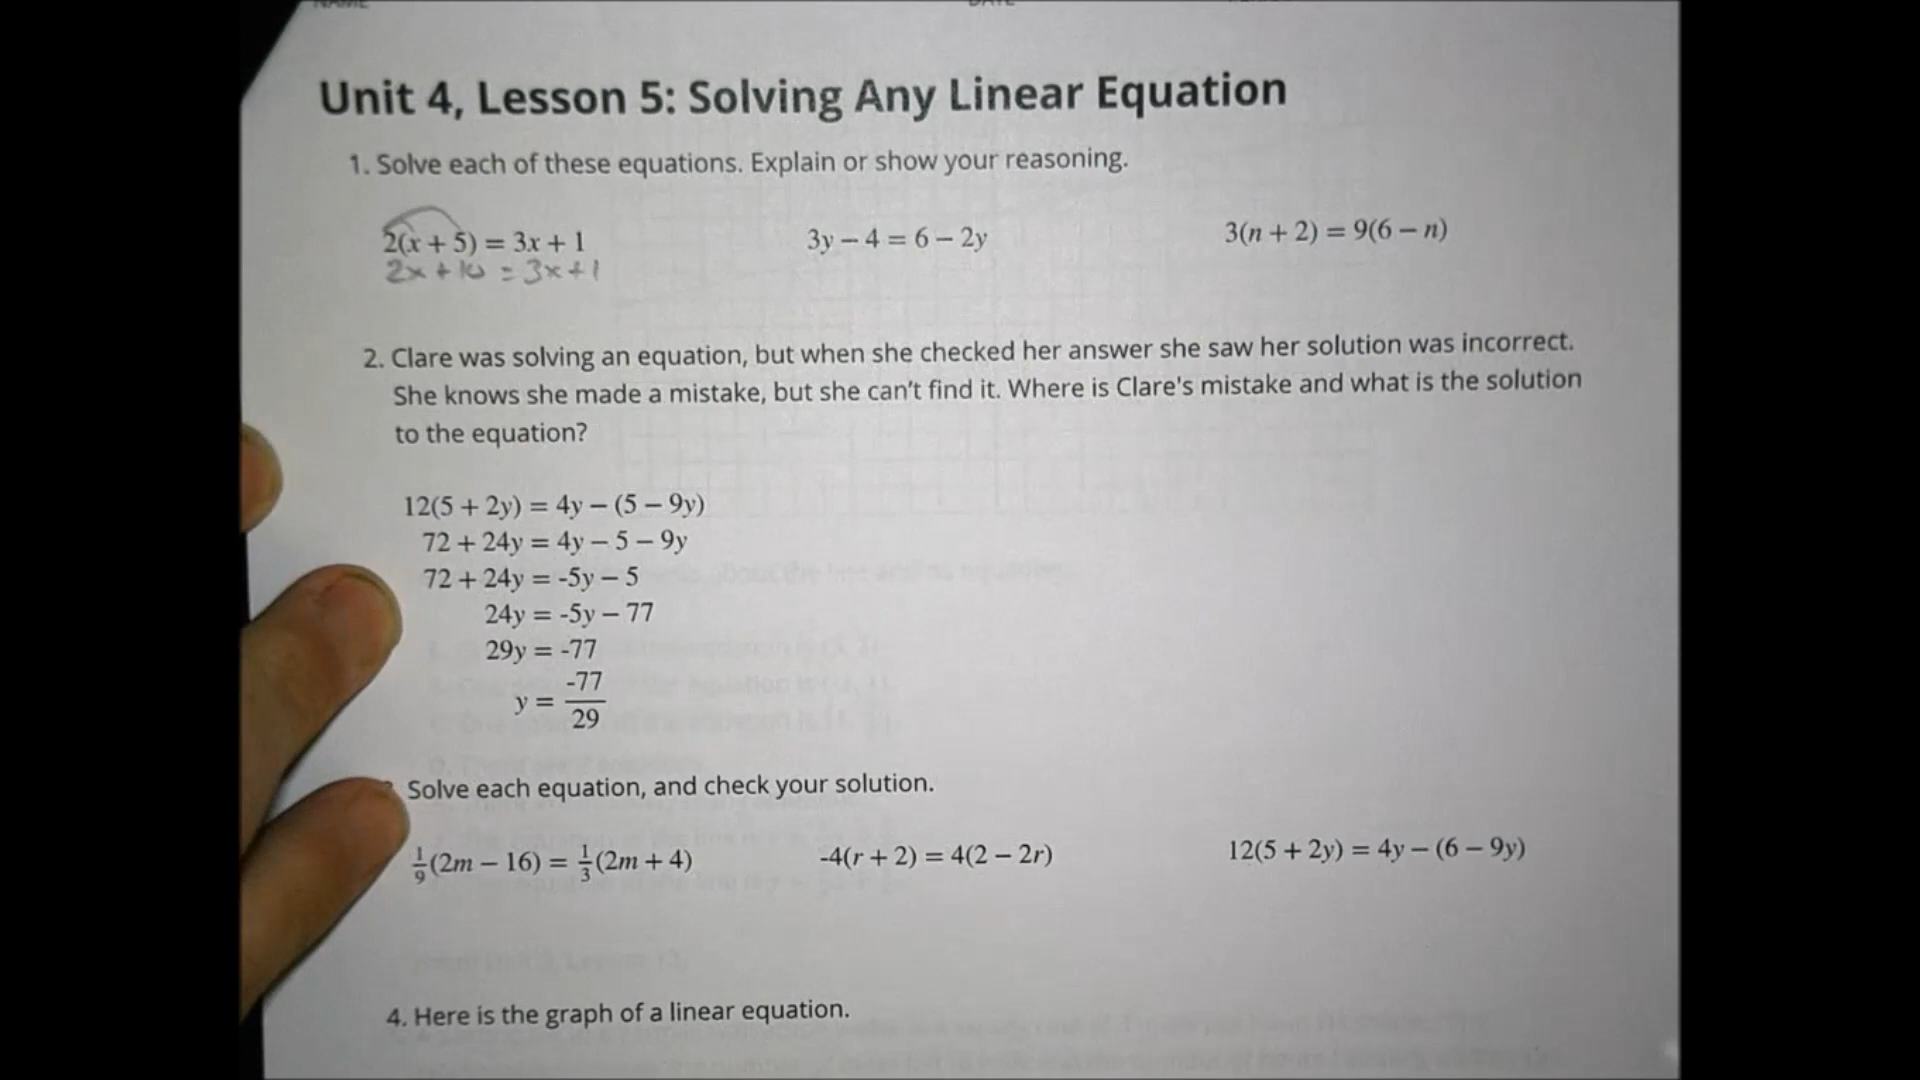 Unit 4, Lesson 5: Solving Any Linear Equation
1. Solve each of these equations. Explain or show your reasoning.
2(x + 5) = 3x + 1 3y – 4 = 6 – 2y 3(n + 2) = 9(6 – n)
2x + 10 = 3x + 1
2. Clare was solving an equation, but when she checked her answer she saw her solution was incorrect.
She knows she made a mistake, but she can't find it. Where is Clare's mistake and what is the solution
to the equation?
12(5 + 2y) = 4y – (5 – 9y)
72 + 24y = 4y – 5 – 9y
72 + 24y = -5y – 5
24y = -5y – 77
29y = -77
y = -77/29
Solve each equation, and check your solution.
1/9(2m – 16) = 1/3(2m + 4) -4(r + 2) = 4(2 – 2r) 12(5 + 2y) = 4y – (6 – 9y)
4. Here is the graph of a linear equation.